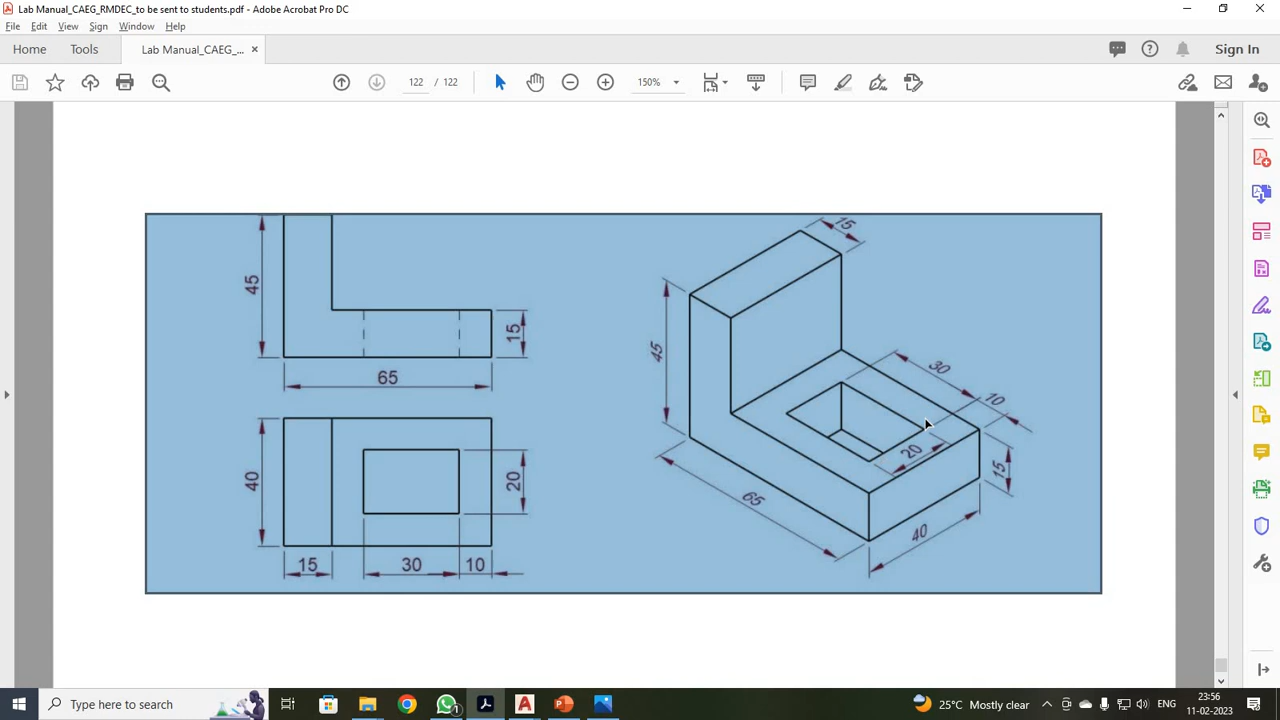 Lab Manual_CAEG_RMDEC_to be sent to students.pdf - Adobe Acrobat Pro DC
File Edit View Sign Window Help
Home Tools Lab Manual_CAEG_... × Sign In
122 / 122 150%
15
45
45
15
30
65
10
20
15
40
20
65
40
15 30 10
Type here to search
1
25°C Mostly clear
23:56
11-02-2023